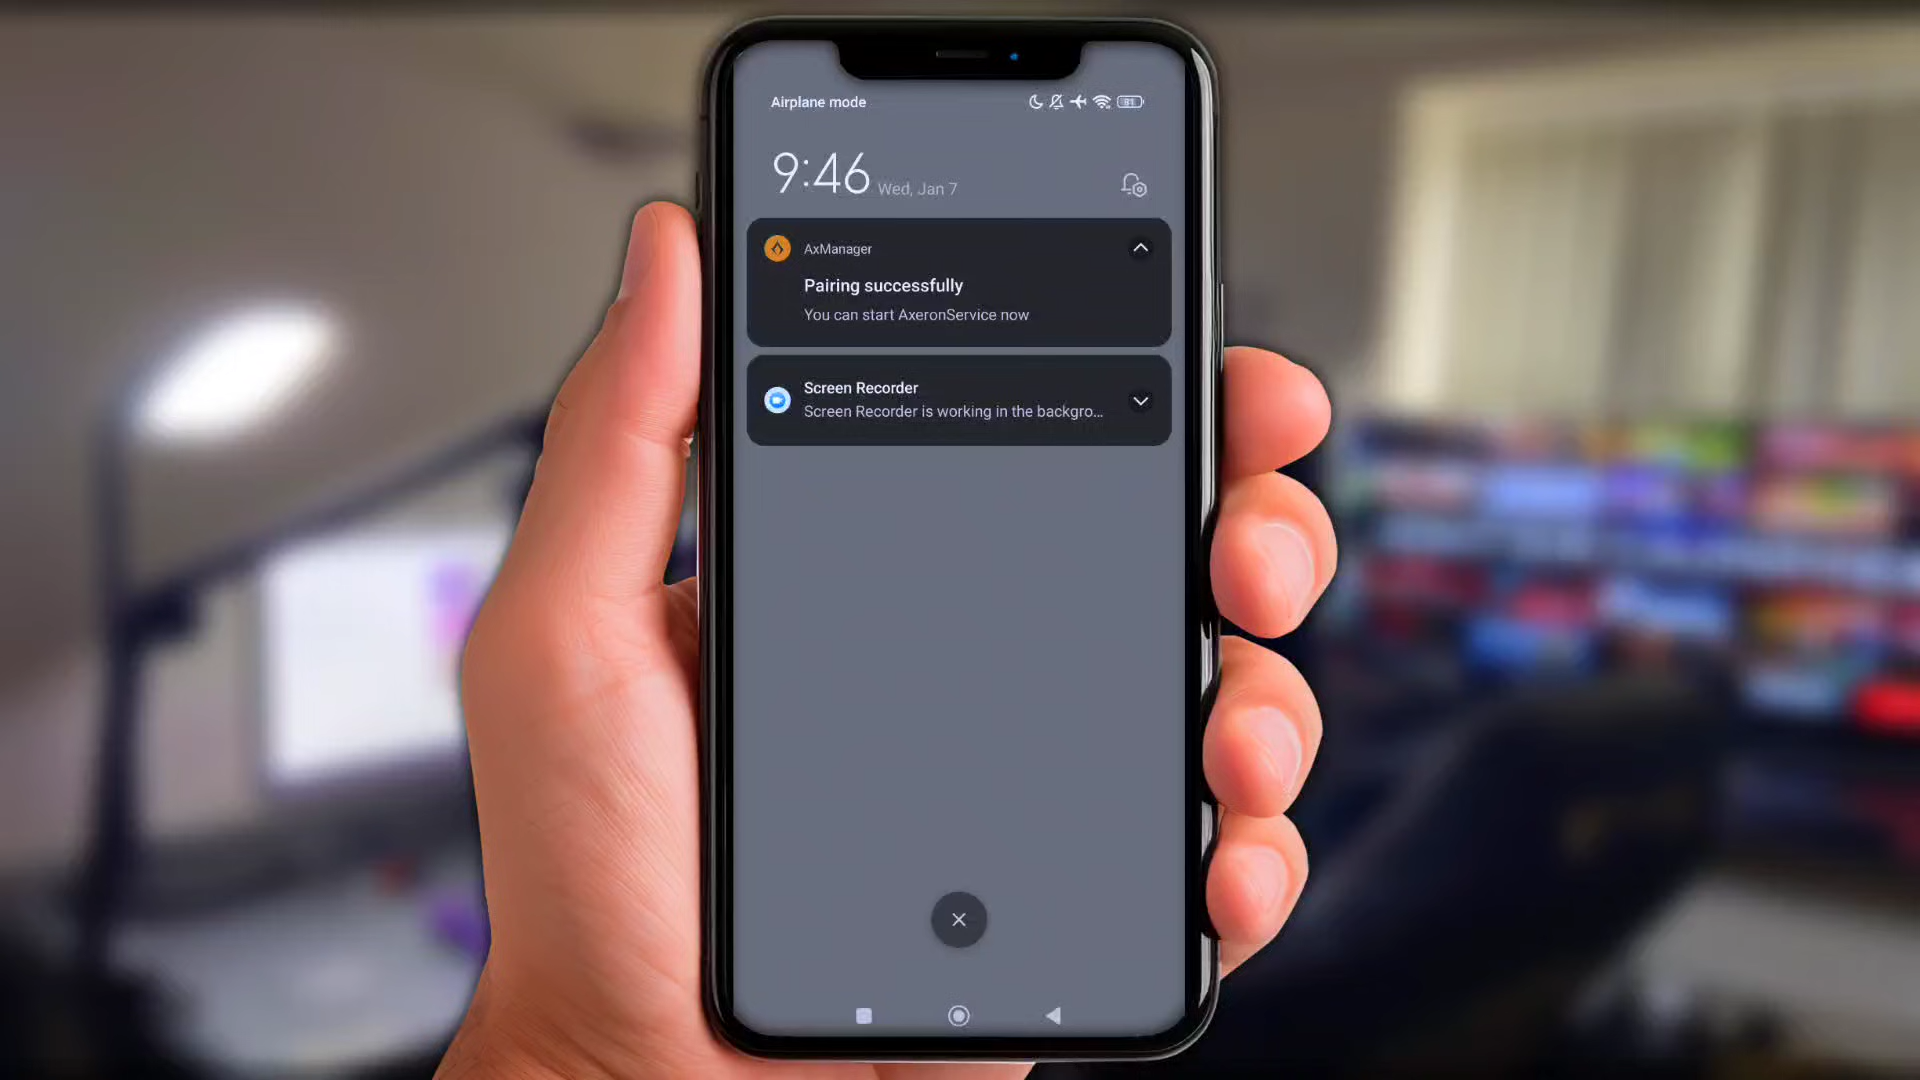 Airplane mode
81
9:46 Wed, Jan 7
AxManager
Pairing successfully
You can start AxeronService now
Screen Recorder
Screen Recorder is working in the backgro...